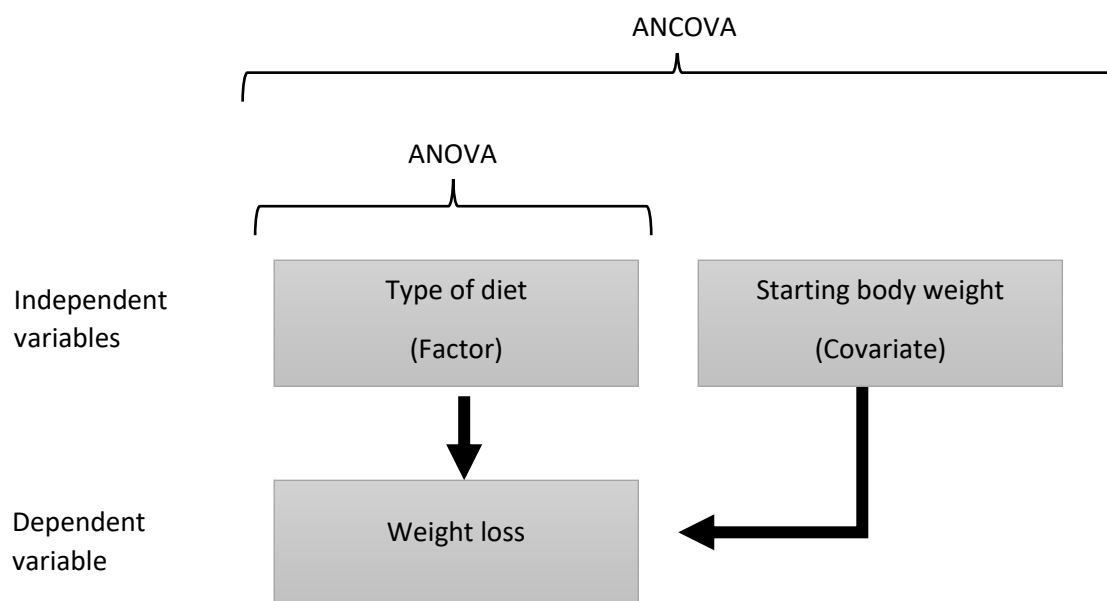 ANCOVA
ANOVA
Independent
variables
Type of diet
(Factor)
Starting body weight
(Covariate)
Dependent
variable
Weight loss